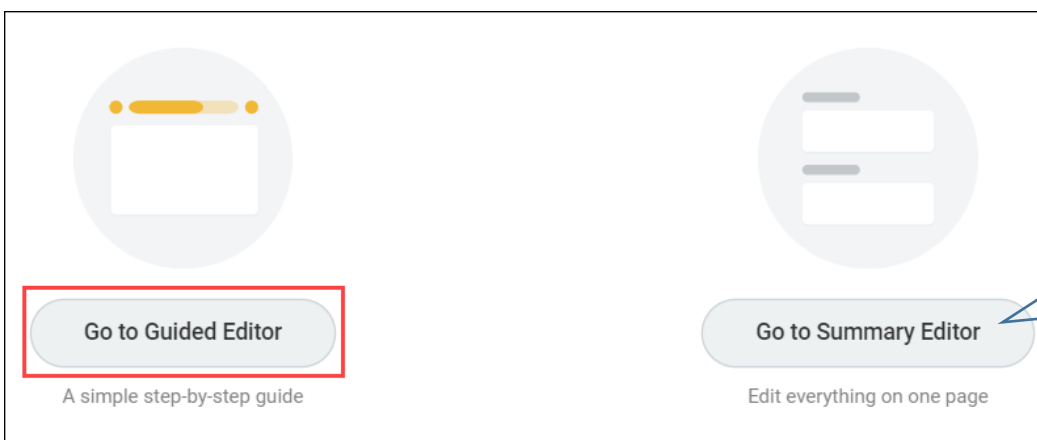 Go to Guided Editor
Go to Summary Editor
A simple step-by-step guide
Edit everything on one page